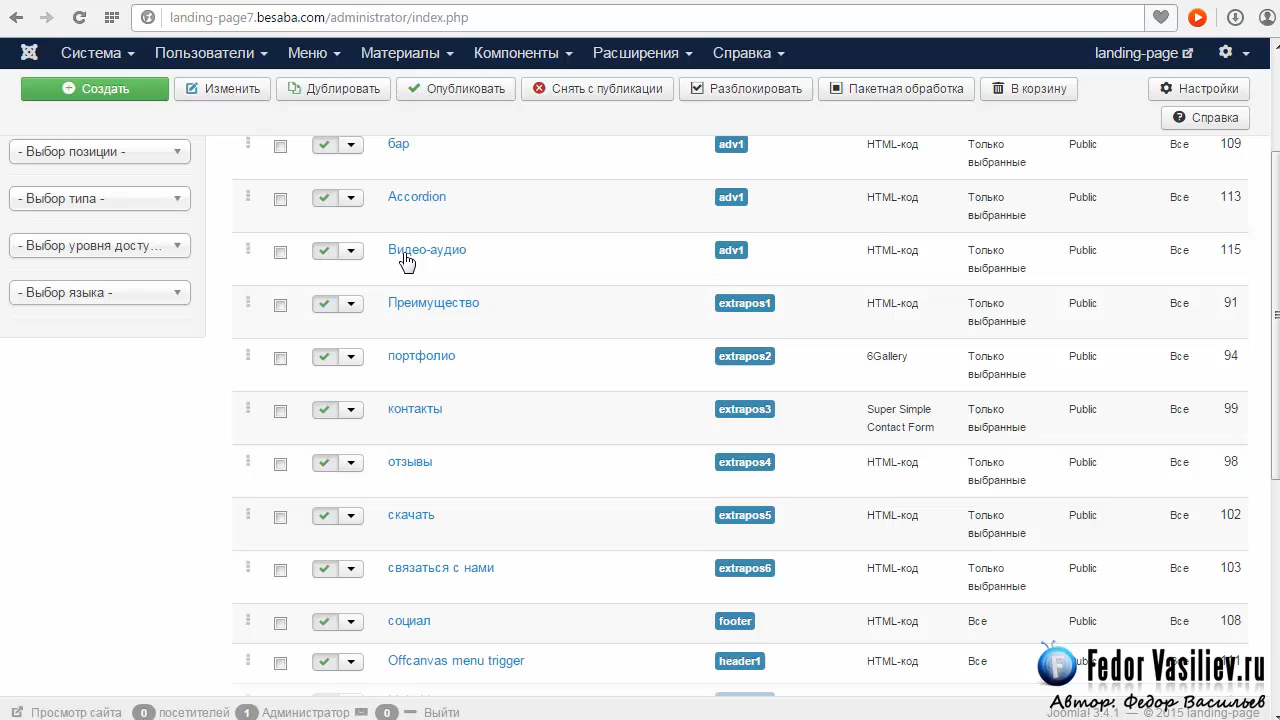 landing-page7.besaba.com/administrator/index.php
Система Пользователи Меню Материалы Компоненты Расширения Справка landing-page
Создать Изменить Дублировать Опубликовать Снять с публикации Разблокировать Пакетная обработка В корзину Настройки
Справка
- Выбор позиции -
- Выбор типа -
- Выбор уровня досту...
- Выбор языка -
бар adv1 HTML-код Только выбранные Public Все 109
Accordion adv1 HTML-код Только выбранные Public Все 113
Видео-аудио adv1 HTML-код Только выбранные Public Все 115
Преимущество extrapos1 HTML-код Только выбранные Public Все 91
портфолио extrapos2 6Gallery Только выбранные Public Все 94
контакты extrapos3 Super Simple Contact Form Только выбранные Public Все 99
отзывы extrapos4 HTML-код Только выбранные Public Все 98
скачать extrapos5 HTML-код Только выбранные Public Все 102
связаться с нами extrapos6 HTML-код Только выбранные Public Все 103
социал footer HTML-код Все Public Все 108
Offcanvas menu trigger header1 HTML-код Все
Fedor Vasiliev.ru
Автор. Федор Васильев
Просмотр сайта 0 посетителей 1 Администратор 0 Выйти
Joomla! 3.4.1 — © 2015 landing-page